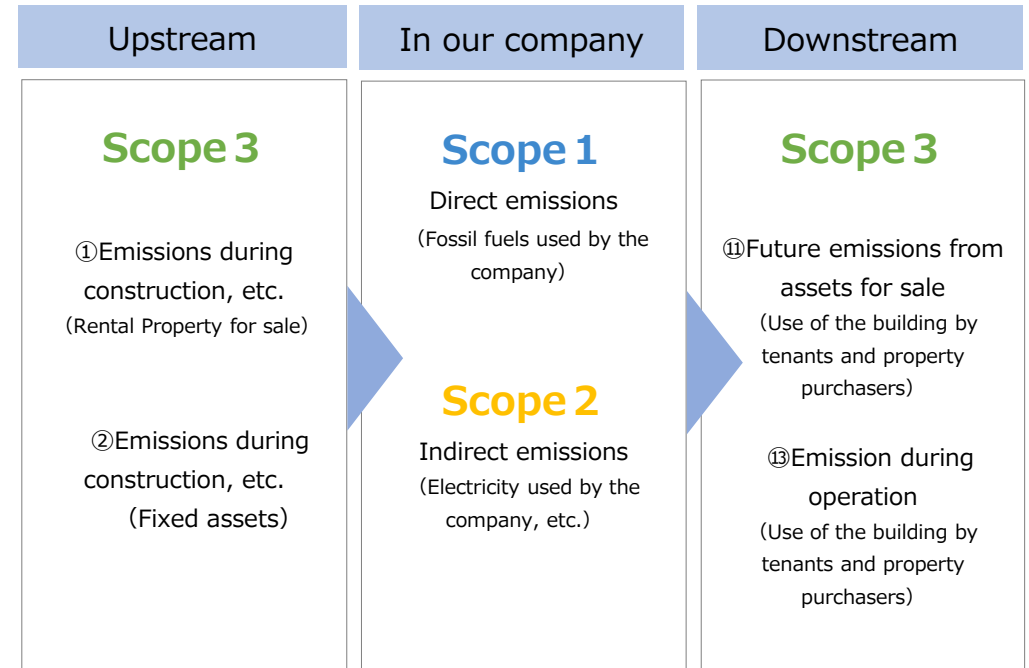 Upstream
In our company
Downstream
Scope 3
①Emissions during
construction, etc.
（Rental Property for sale）
②Emissions during
construction, etc.
（Fixed assets）
Scope 1
Direct emissions
（Fossil fuels used by the
company）
Scope 2
Indirect emissions
（Electricity used by the
company, etc.）
Scope 3
⑪Future emissions from
assets for sale
（Use of the building by
tenants and property
purchasers）
⑬Emission during
operation
（Use of the building by
tenants and property
purchasers）